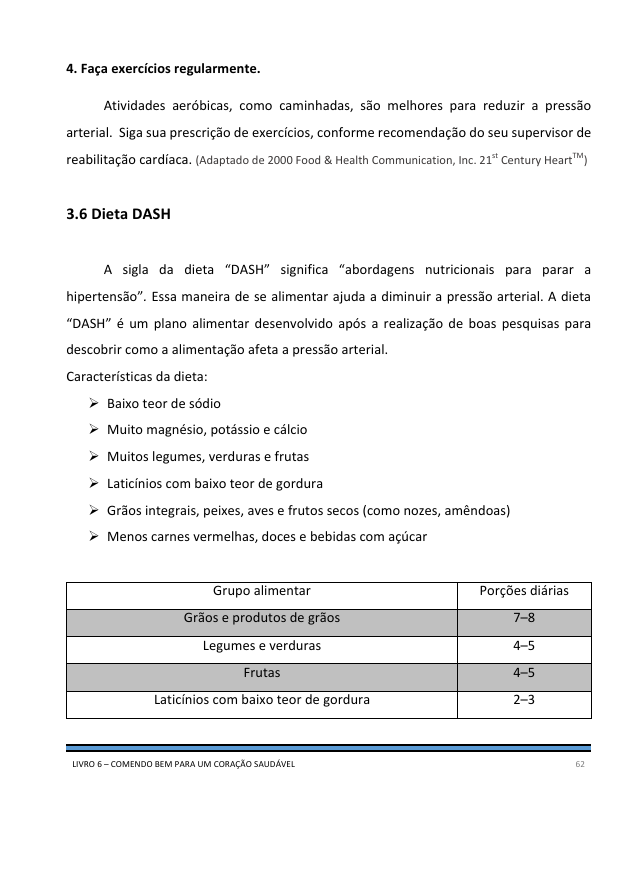 4. Faça exercícios regularmente.
Atividades aeróbicas, como caminhadas, são melhores para reduzir a pressão
arterial. Siga sua prescrição de exercícios, conforme recomendação do seu supervisor de
reabilitação cardíaca. (Adaptado de 2000 Food & Health Communication, Inc. 21st Century HeartTM)
3.6 Dieta DASH
A sigla da dieta “DASH” significa “abordagens nutricionais para parar a
hipertensão”. Essa maneira de se alimentar ajuda a diminuir a pressão arterial. A dieta
“DASH” é um plano alimentar desenvolvido após a realização de boas pesquisas para
descobrir como a alimentação afeta a pressão arterial.
Características da dieta:
➢ Baixo teor de sódio
➢ Muito magnésio, potássio e cálcio
➢ Muitos legumes, verduras e frutas
➢ Laticínios com baixo teor de gordura
➢ Grãos integrais, peixes, aves e frutos secos (como nozes, amêndoas)
➢ Menos carnes vermelhas, doces e bebidas com açúcar
Grupo alimentar Porções diárias
Grãos e produtos de grãos 7–8
Legumes e verduras 4–5
Frutas 4–5
Laticínios com baixo teor de gordura 2–3
LIVRO 6 – COMENDO BEM PARA UM CORAÇÃO SAUDÁVEL 62